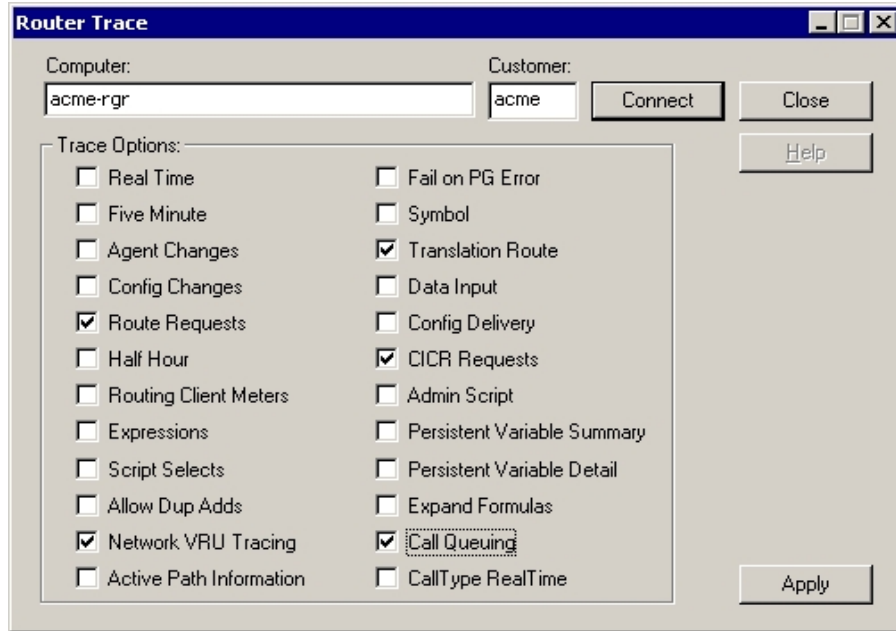 Router Trace
Computer: Customer:
acme-rgr acme Connect Close
Trace Options: Help
Real Time Fail on PG Error
Five Minute Symbol
Agent Changes Translation Route
Config Changes Data Input
Route Requests Config Delivery
Half Hour CICR Requests
Routing Client Meters Admin Script
Expressions Persistent Variable Summary
Script Selects Persistent Variable Detail
Allow Dup Adds Expand Formulas
Network VRU Tracing Call Queuing
Active Path Information CallType RealTime Apply